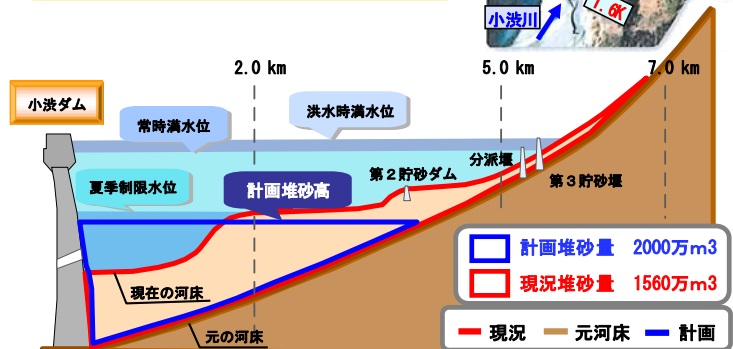 小渋川
1.6K
2.0 km
5.0 km
7.0 km
小渋ダム
常時満水位
洪水時満水位
夏季制限水位
計画堆砂高
第2貯砂ダム
分派堰
第3貯砂堰
現在の河床
元の河床
計画堆砂量 2000万m3
現況堆砂量 1560万m3
現況 元河床 計画